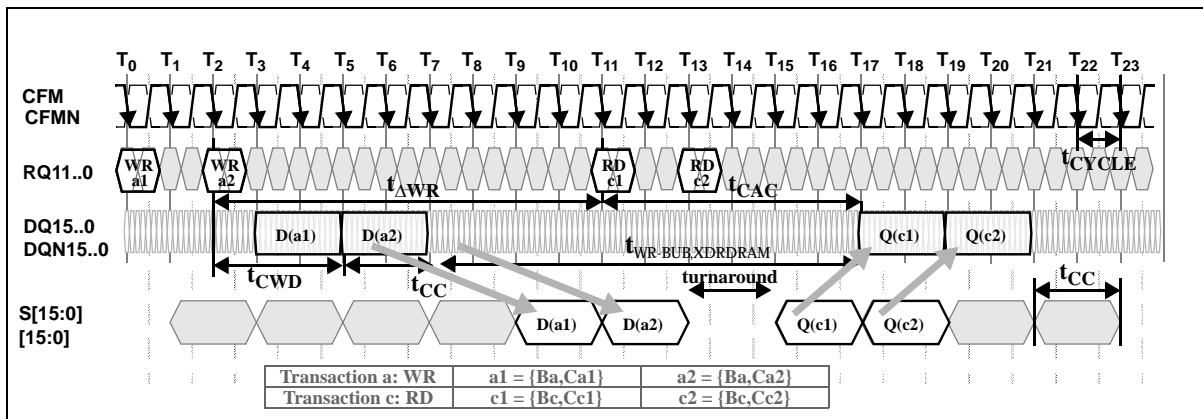 T0 T1 T2 T3 T4 T5 T6 T7 T8 T9 T10 T11 T12 T13 T14 T15 T16 T17 T18 T19 T20 T21 T22 T23
CFM
CFMN
tCYCLE
RQ11..0
WR a1
WR a2
RD c1
RD c2
tΔWR
tCAC
DQ15..0
DQN15..0
D(a1)
D(a2)
Q(c1)
Q(c2)
tWR-BUB,XDRDRAM
tCWD
tCC
turnaround
tCC
S[15:0]
[15:0]
D(a1)
D(a2)
Q(c1)
Q(c2)
Transaction a: WR a1 = {Ba,Ca1} a2 = {Ba,Ca2}
Transaction c: RD c1 = {Bc,Cc1} c2 = {Bc,Cc2}